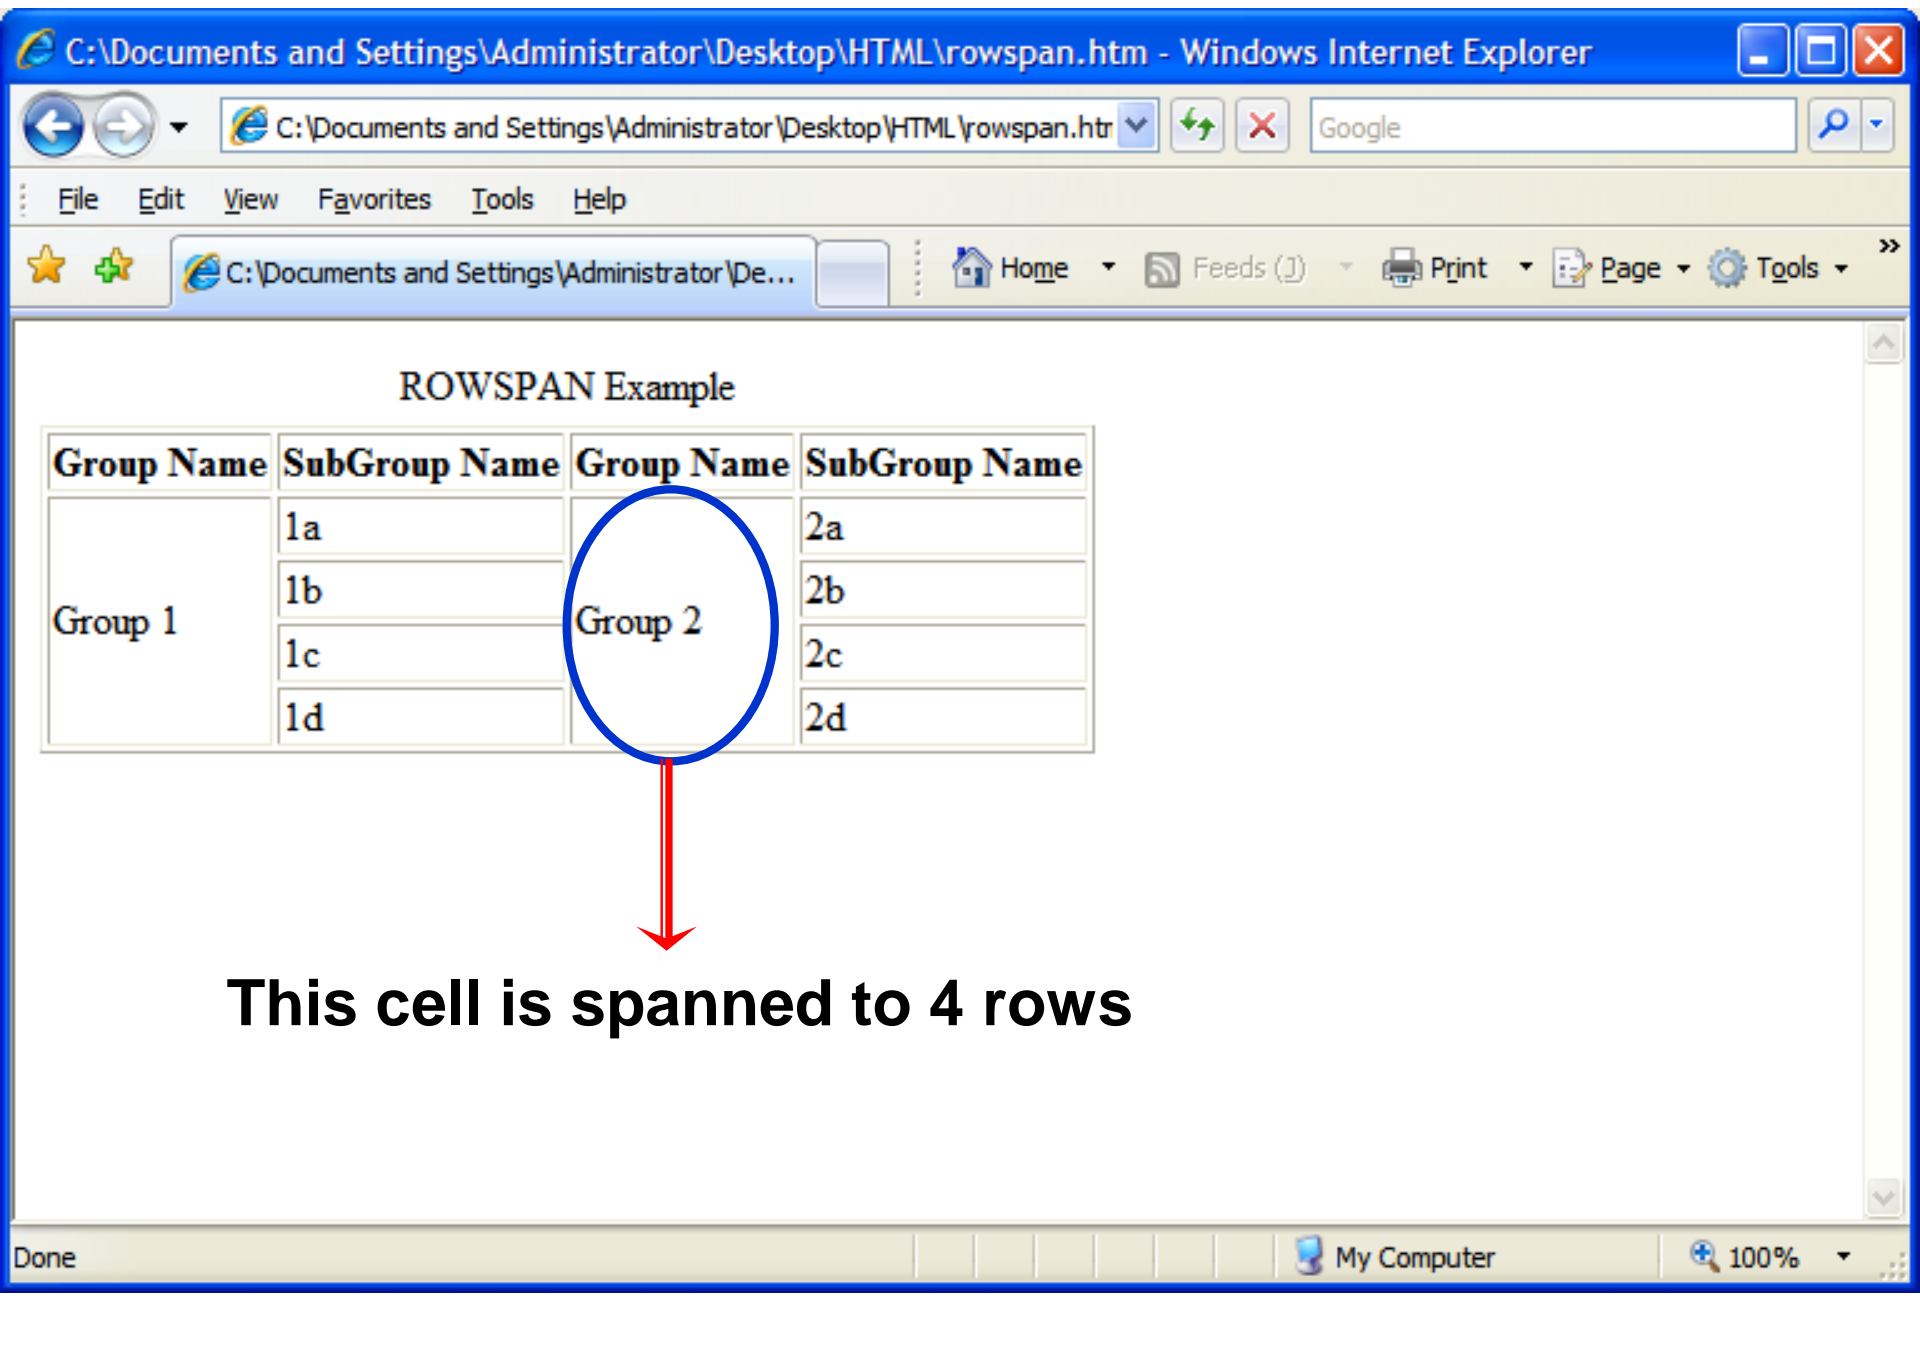 C:\Documents and Settings\Administrator\Desktop\HTML\rowspan.htm - Windows Internet Explorer
C:\Documents and Settings\Administrator\Desktop\HTML\rowspan.htm
Google
File Edit View Favorites Tools Help
C:\Documents and Settings\Administrator\De...
Home Feeds (J) Print Page Tools »
ROWSPAN Example
Group Name SubGroup Name Group Name SubGroup Name
Group 1 1a Group 2 2a
1b 2b
1c 2c
1d 2d
This cell is spanned to 4 rows
Done My Computer 100%